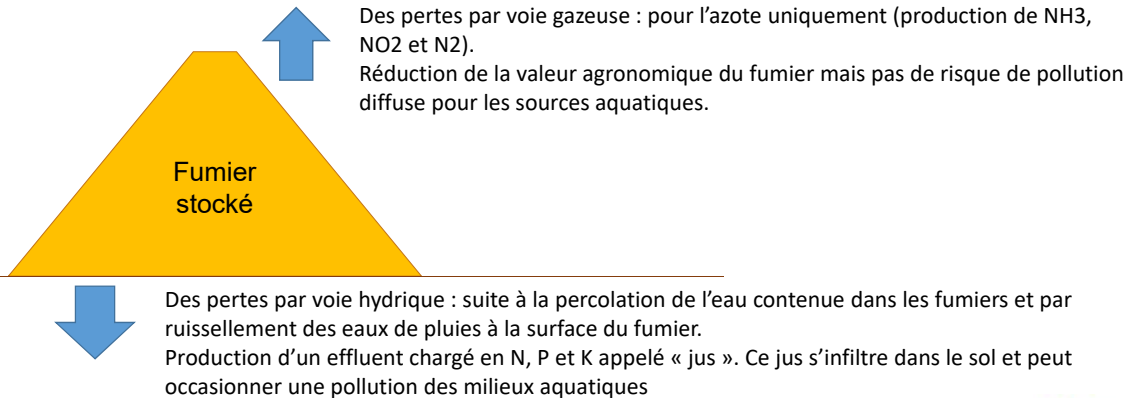 Des pertes par voie gazeuse : pour l’azote uniquement (production de NH3,
NO2 et N2).
Réduction de la valeur agronomique du fumier mais pas de risque de pollution
diffuse pour les sources aquatiques.
Fumier
stocké
Des pertes par voie hydrique : suite à la percolation de l’eau contenue dans les fumiers et par
ruissellement des eaux de pluies à la surface du fumier.
Production d’un effluent chargé en N, P et K appelé « jus ». Ce jus s’infiltre dans le sol et peut
occasionner une pollution des milieux aquatiques